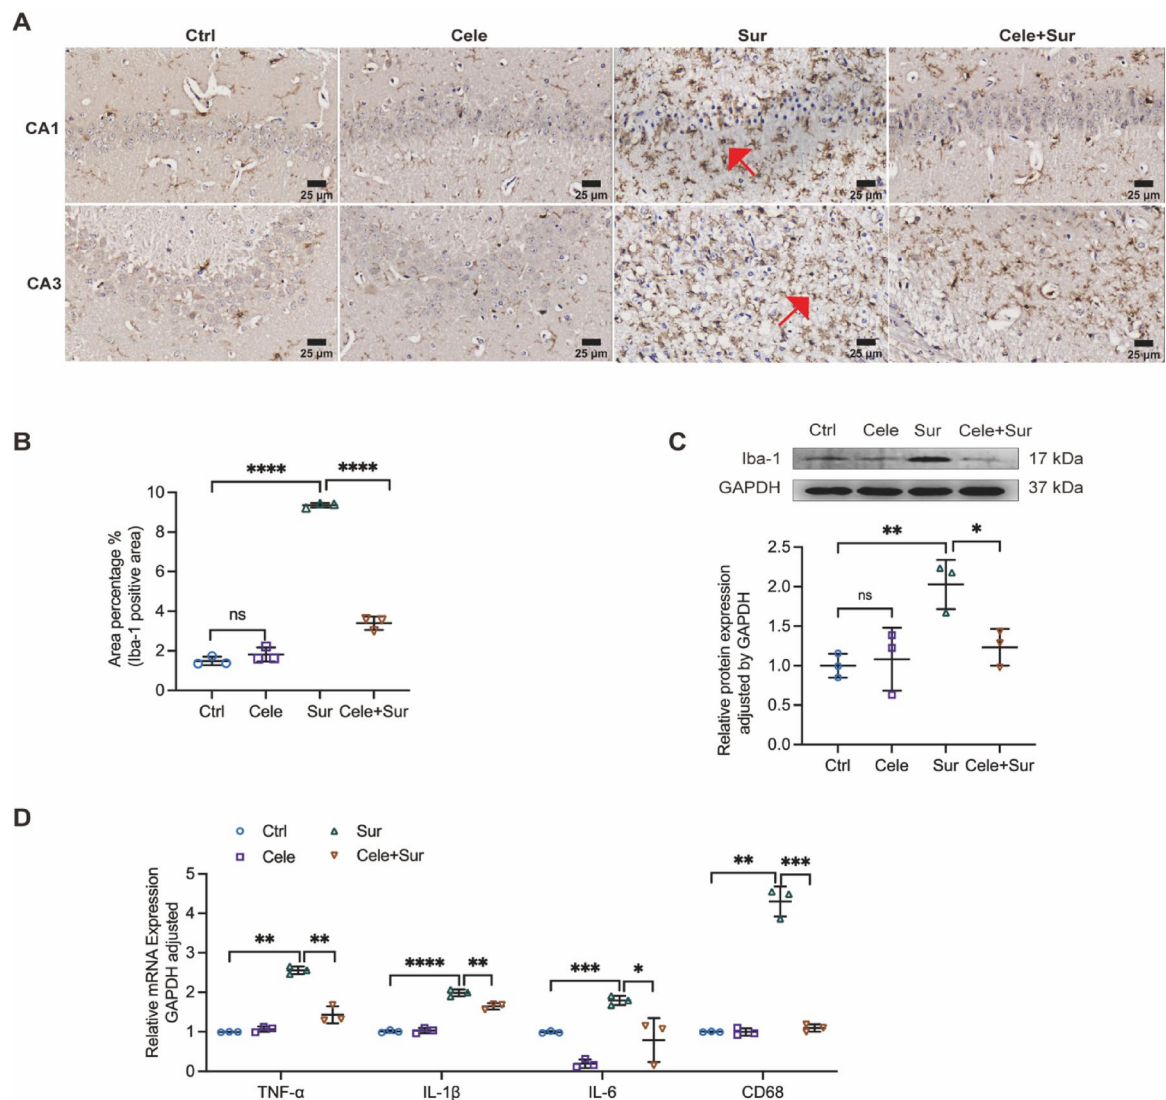 A
Ctrl Cele Sur Cele+Sur
CA1
25 µm 25 µm 25 µm 25 µm
CA3
25 µm 25 µm 25 µm 25 µm
B
Area percentage %
(Iba-1 positive area)
10
8
6
4
2
0
**** ****
ns
Ctrl Cele Sur Cele+Sur
C
Ctrl Cele Sur Cele+Sur
Iba-1 17 kDa
GAPDH 37 kDa
Relative protein expression
adjusted by GAPDH
2.5
2.0
1.5
1.0
0.5
0.0
** *
ns
Ctrl Cele Sur Cele+Sur
D
Ctrl Sur
Cele Cele+Sur
Relative mRNA Expression
GAPDH adjusted
5
4
3
2
1
0
** ** **** ** *** * ** ***
TNF-α IL-1β IL-6 CD68